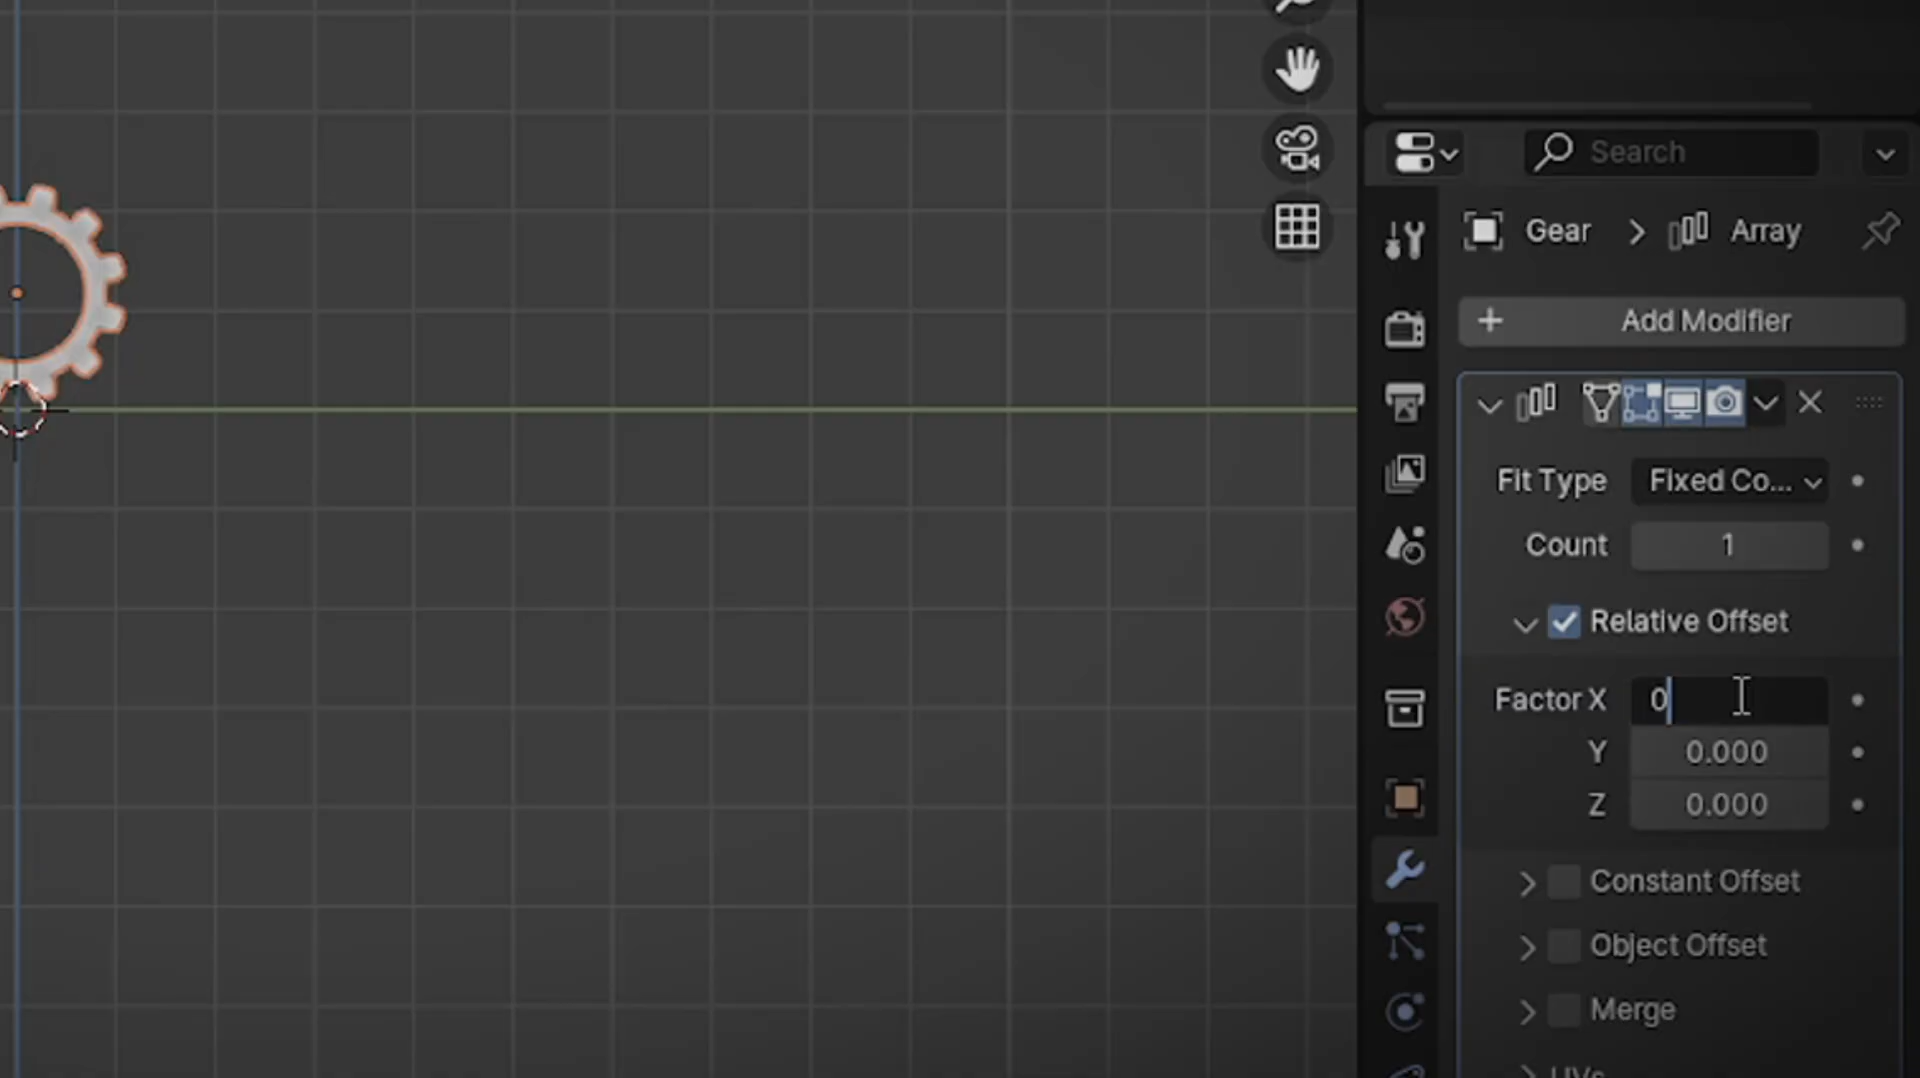 Search
Gear > Array
+ Add Modifier
Fit Type Fixed Co...
Count 1
Relative Offset
Factor X 0
Y 0.000
Z 0.000
Constant Offset
Object Offset
Merge
UVs